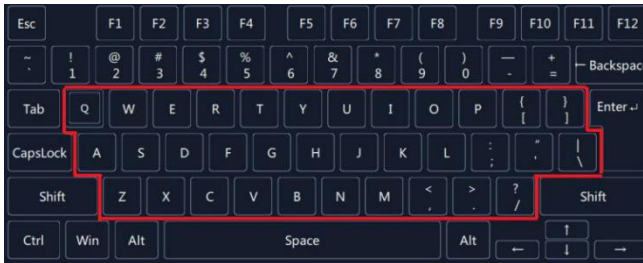 Esc F1 F2 F3 F4 F5 F6 F7 F8 F9 F10 F11 F12
~ ! @ # $ % ^ & * ( ) — +
` 1 2 3 4 5 6 7 8 9 0 - = ← Backspac
Tab Q W E R T Y U I O P { } Enter ↵
[ ]
CapsLock A S D F G H J K L : " |
; ' \
Shift Z X C V B N M < > ? Shift
, . /
Ctrl Win Alt Space Alt ← ↑ ↓ →